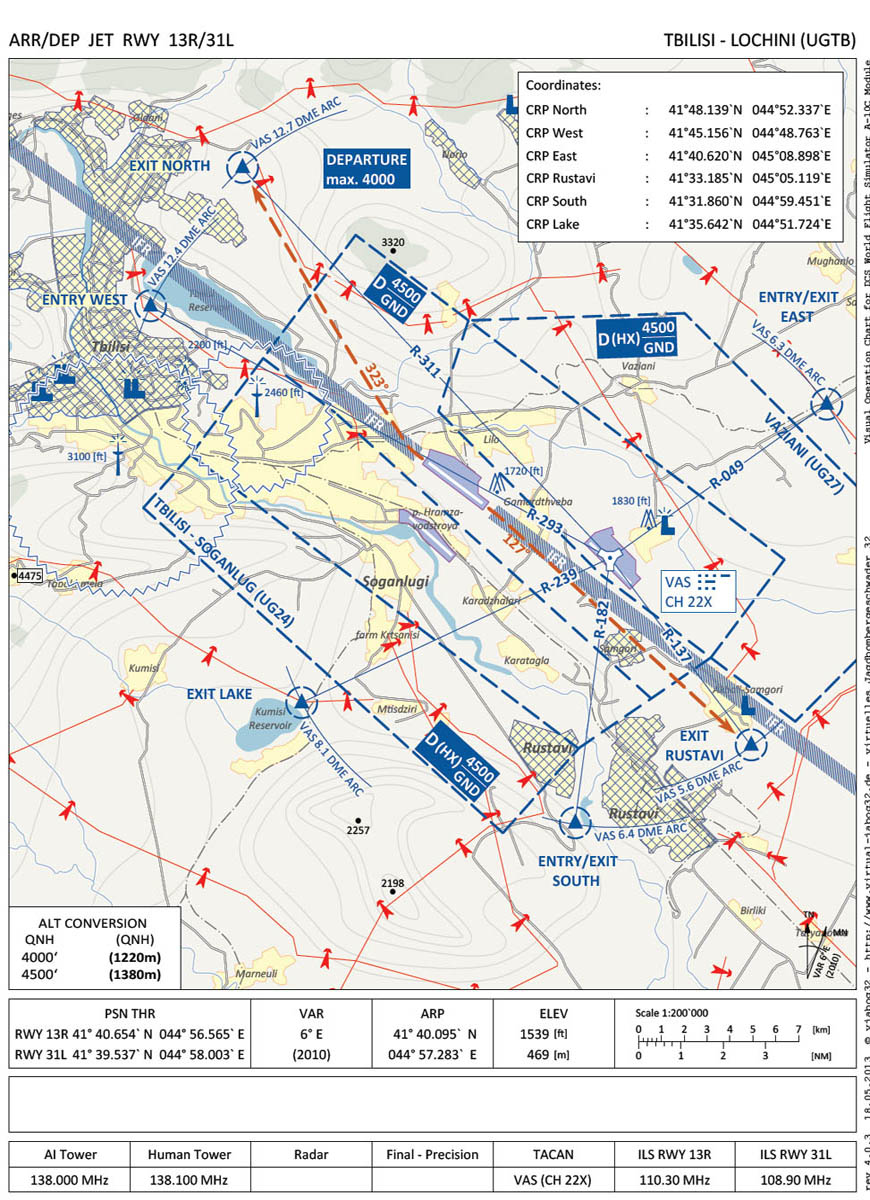 ARR/DEP JET RWY 13R/31L
TBILISI - LOCHINI (UGTB)
Coordinates:
CRP North : 41°48.139`N 044°52.337`E
CRP West : 41°45.156`N 044°48.763`E
CRP East : 41°40.620`N 045°08.898`E
CRP Rustavi : 41°33.185`N 045°05.119`E
CRP South : 41°31.860`N 044°59.451`E
CRP Lake : 41°35.642`N 044°51.724`E
Gldani
VAS 12.7 DME ARC
EXIT NORTH
DEPARTURE
max. 4000
Norio
VAS 12.4 DME ARC
IFR
3320
Mughanlo
ENTRY WEST
D 4500
GND
ENTRY/EXIT
EAST
2200 [ft]
Tbilisi
D (HX) 4500
GND
VAS 6.3 DME ARC
R-311
Vaziani
323°
2460 [ft]
IFR
VAZIANI (UG27)
3100 [ft]
Lilo
1720 [ft]
R-049
1830 [ft]
Gamardthveba
TBILISI - SOGANLUG (UG24)
p. Hramza-
vodstroya
R-293
127°
IFR
4475
Soganlugi
R-239
VAS
CH 22X
Karadzhalari
R-182
R-137
farm Krtsanisi
Samgori
Kumisi
Karatagla
EXIT LAKE
Kumisi
Reservoir
Mtisdziri
IFR
VAS 8.1 DME ARC
D (HX) 4500
GND
Rustavi
EXIT
RUSTAVI
VAS 5.6 DME ARC
Rustavi
2257
VAS 6.4 DME ARC
ENTRY/EXIT
SOUTH
2198
Birliki
TN
MN
VAR 6°E
(2010)
Marneuli
ALT CONVERSION
QNH (QNH)
4000‘ (1220m)
4500‘ (1380m)
PSN THR
RWY 13R 41° 40.654` N 044° 56.565` E
RWY 31L 41° 39.537` N 044° 58.003` E
VAR
6° E
(2010)
ARP
41° 40.095` N
044° 57.283` E
ELEV
1539 [ft]
469 [m]
Scale 1:200`000
0 1 2 3 4 5 6 7 [km]
0 1 2 3 [NM]
AI Tower Human Tower Radar Final - Precision TACAN ILS RWY 13R ILS RWY 31L
138.000 MHz 138.100 MHz VAS (CH 22X) 110.30 MHz 108.90 MHz
rev 4.0.3 18.05.2013 © vjabog32 - http://www.virtual-jabog32.de - virtuelles Jagdbombergeschwader 32
Visual Operation Chart for DCS World Flight Simulator A-10C Module